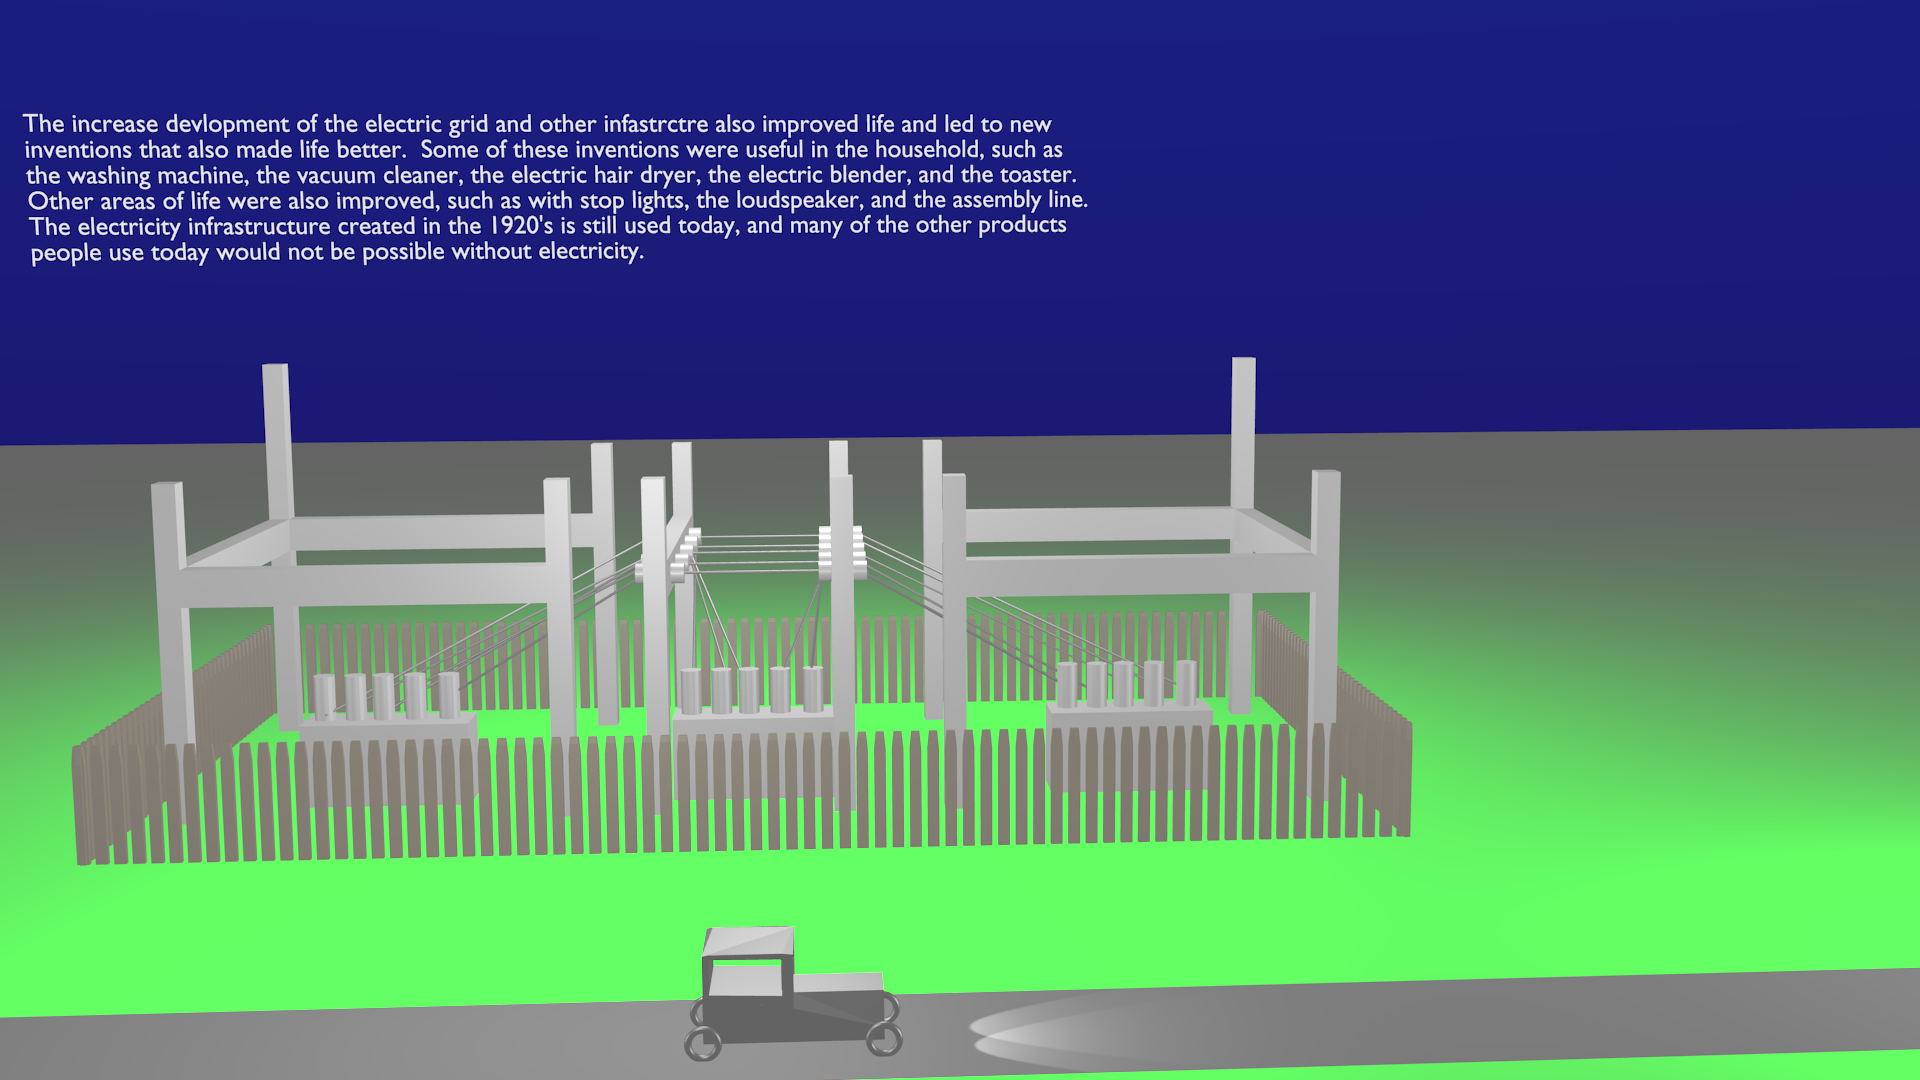 The increase devlopment of the electric grid and other infastrctre also improved life and led to new
inventions that also made life better.  Some of these inventions were useful in the household, such as
the washing machine, the vacuum cleaner, the electric hair dryer, the electric blender, and the toaster.
Other areas of life were also improved, such as with stop lights, the loudspeaker, and the assembly line.
The electricity infrastructure created in the 1920's is still used today, and many of the other products
people use today would not be possible without electricity.